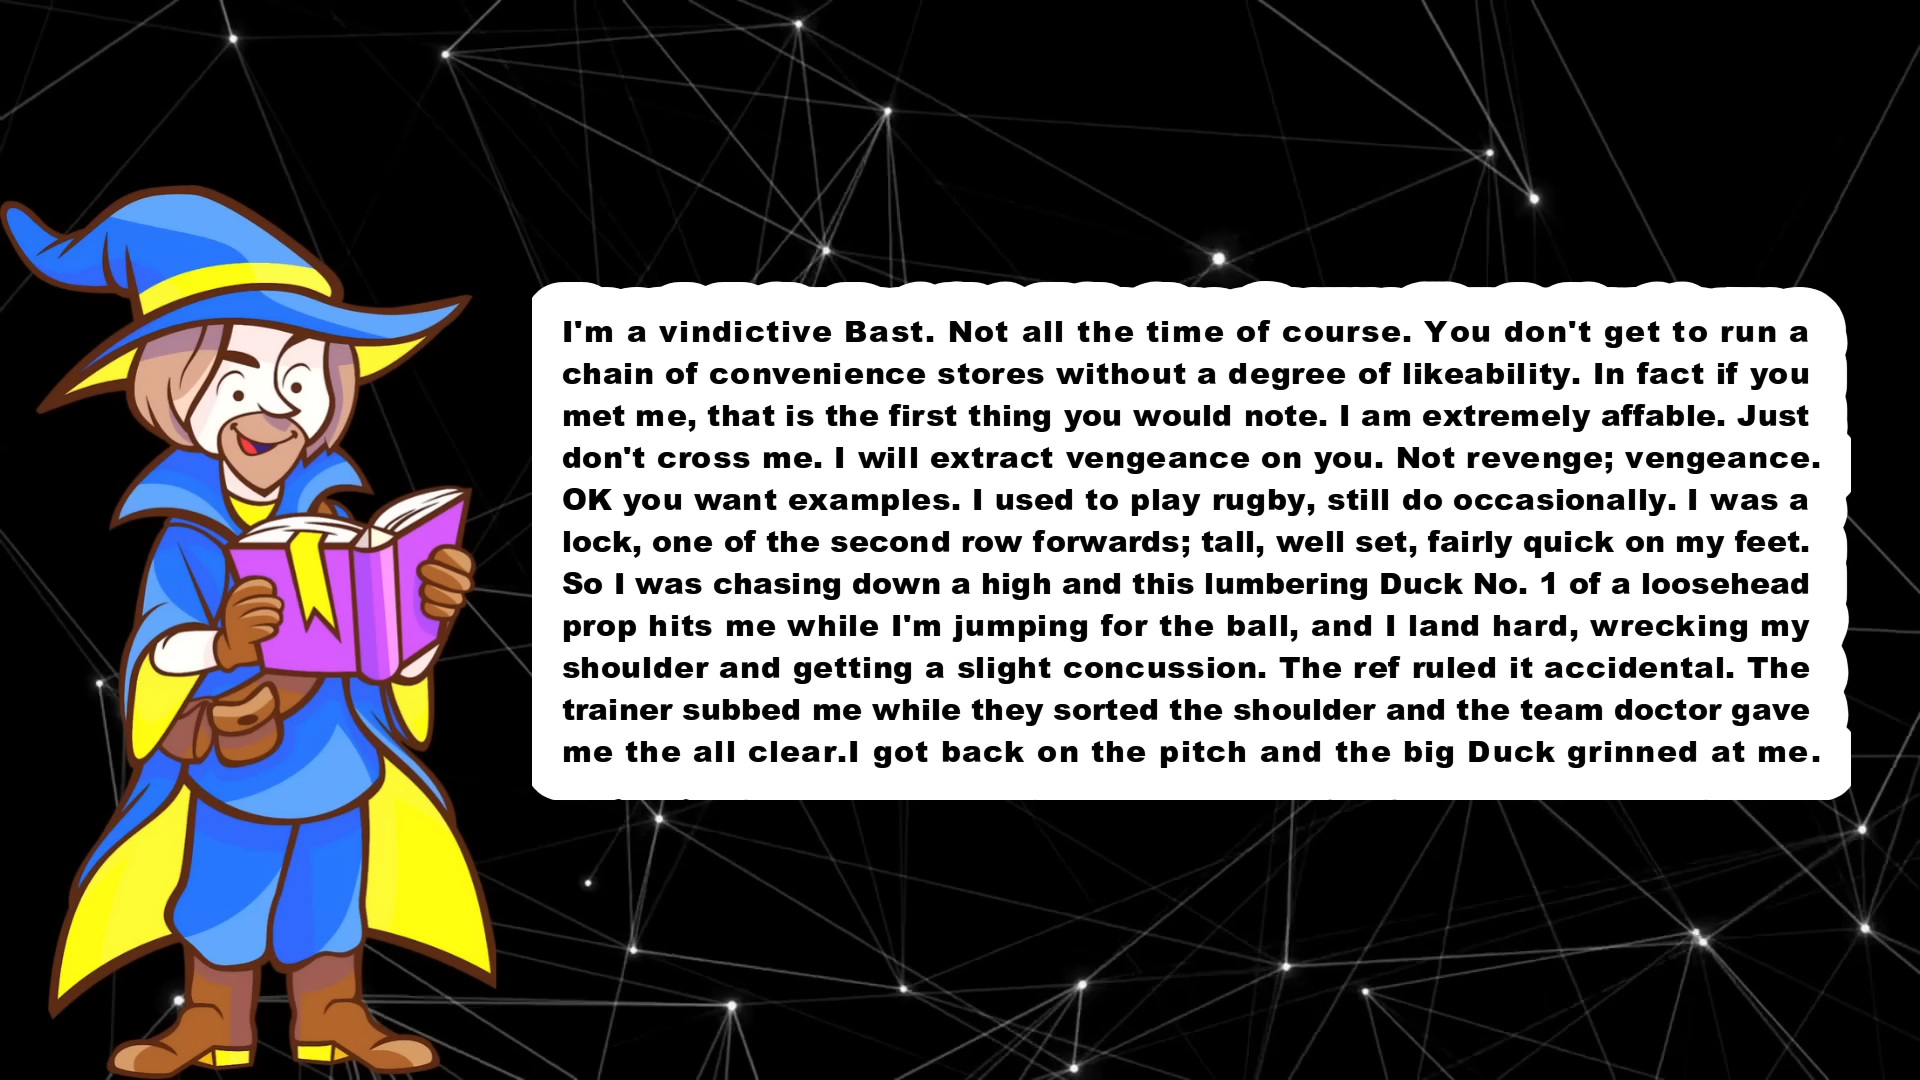 I'm a vindictive Bast. Not all the time of course. You don't get to run a
chain of convenience stores without a degree of likeability. In fact if you
met me, that is the first thing you would note. I am extremely affable. Just
don't cross me. I will extract vengeance on you. Not revenge; vengeance.
OK you want examples. I used to play rugby, still do occasionally. I was a
lock, one of the second row forwards; tall, well set, fairly quick on my feet.
So I was chasing down a high and this lumbering Duck No. 1 of a loosehead
prop hits me while I'm jumping for the ball, and I land hard, wrecking my
shoulder and getting a slight concussion. The ref ruled it accidental. The
trainer subbed me while they sorted the shoulder and the team doctor gave
me the all clear.I got back on the pitch and the big Duck grinned at me.